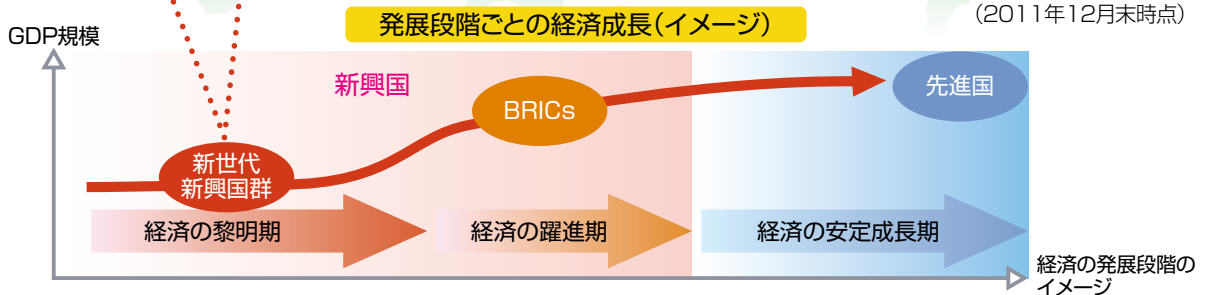 (2011年12月末時点)
発展段階ごとの経済成長(イメージ)
GDP規模
新興国
BRICs
先進国
新世代
新興国群
経済の黎明期
経済の躍進期
経済の安定成長期
経済の発展段階の
イメージ